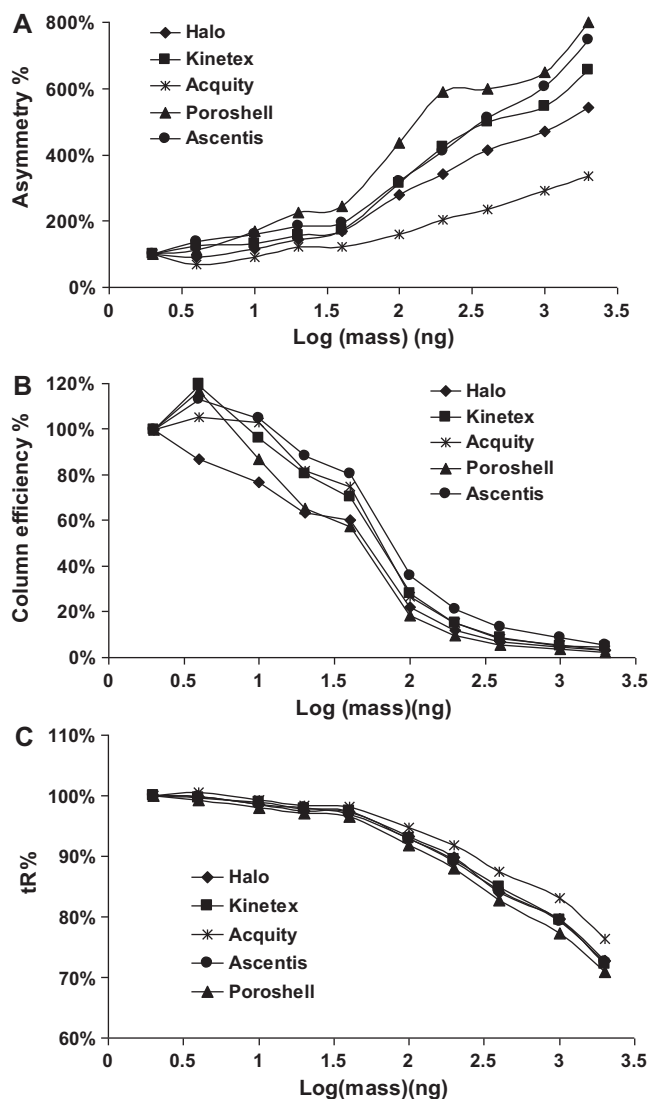 A
800%
600%
400%
200%
0%
Asymmetry %
Halo
Kinetex
Acquity
Poroshell
Ascentis
0 0.5 1 1.5 2 2.5 3 3.5
Log (mass) (ng)
B
120%
100%
80%
60%
40%
20%
0%
Column efficiency %
Halo
Kinetex
Acquity
Poroshell
Ascentis
0 0.5 1 1.5 2 2.5 3 3.5
Log (mass)(ng)
C
110%
100%
90%
80%
70%
60%
tR%
Halo
Kinetex
Acquity
Ascentis
Poroshell
0 0.5 1 1.5 2 2.5 3 3.5
Log(mass)(ng)